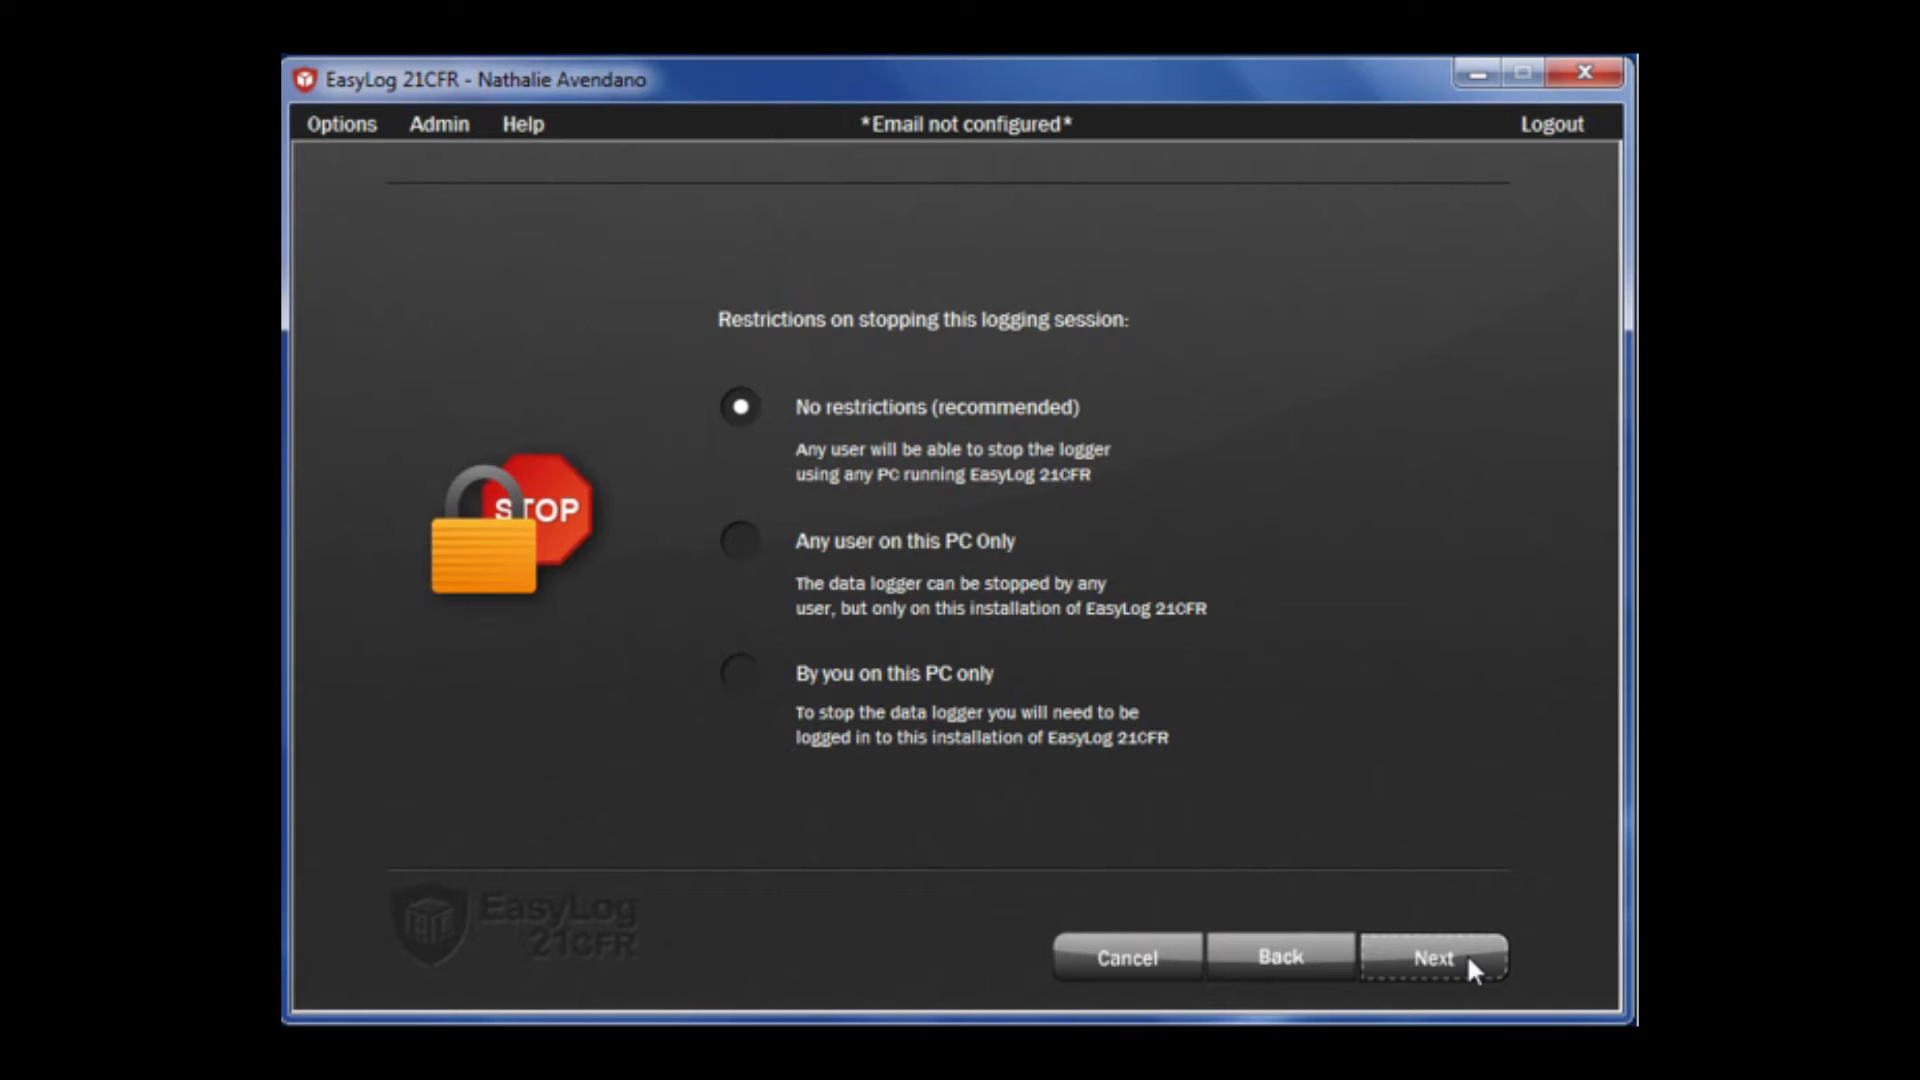 EasyLog 21CFR - Nathalie Avendano
Options Admin Help *Email not configured* Logout
Restrictions on stopping this logging session:
No restrictions (recommended)
Any user will be able to stop the logger
using any PC running EasyLog 21CFR
STOP
Any user on this PC Only
The data logger can be stopped by any
user, but only on this installation of EasyLog 21CFR
By you on this PC only
To stop the data logger you will need to be
logged in to this installation of EasyLog 21CFR
EasyLog
21CFR
Cancel Back Next